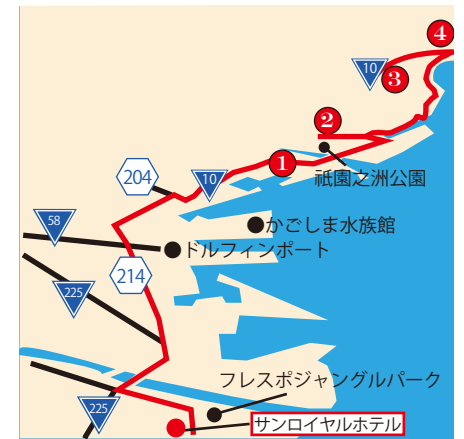 4
10
3
2
1
祇園之洲公園
204
10
かごしま水族館
58
ドルフィンポート
214
225
フレスポジャングルパーク
225
サンロイヤルホテル